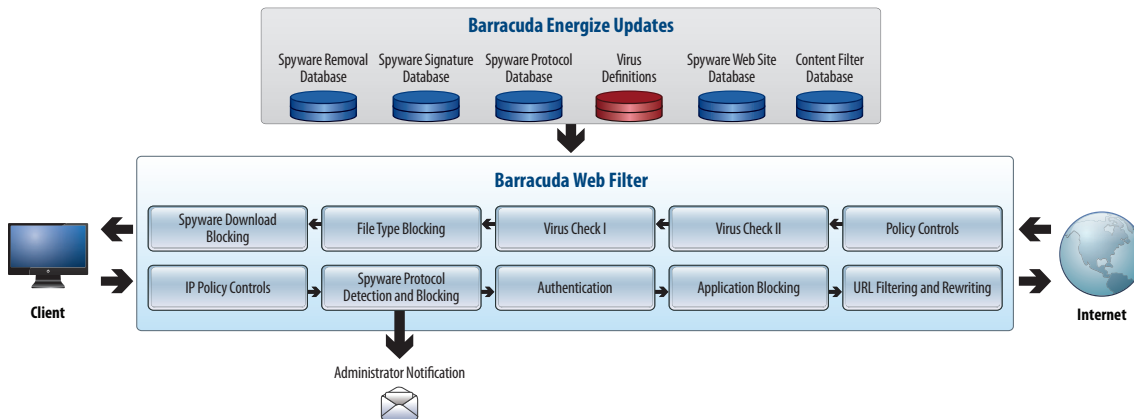 Barracuda Energize Updates
Spyware Removal
Database
Spyware Signature
Database
Spyware Protocol
Database
Virus
Definitions
Spyware Web Site
Database
Content Filter
Database
Barracuda Web Filter
Spyware Download
Blocking
File Type Blocking
Virus Check I
Virus Check II
Policy Controls
IP Policy Controls
Spyware Protocol
Detection and Blocking
Authentication
Application Blocking
URL Filtering and Rewriting
Client
Internet
Administrator Notification